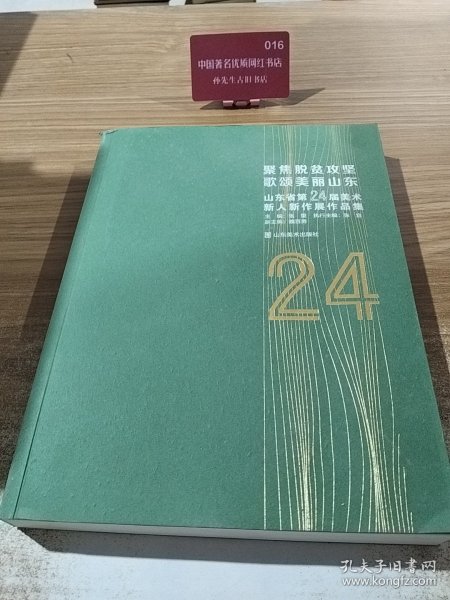 016
中国著名优质网红书店
孙先生古旧书店
聚焦脱贫攻坚
歌颂美丽山东
山东省第24届美术
新人新作展作品集
山东美术出版社
24
孔夫子旧书网
www.kongfz.com